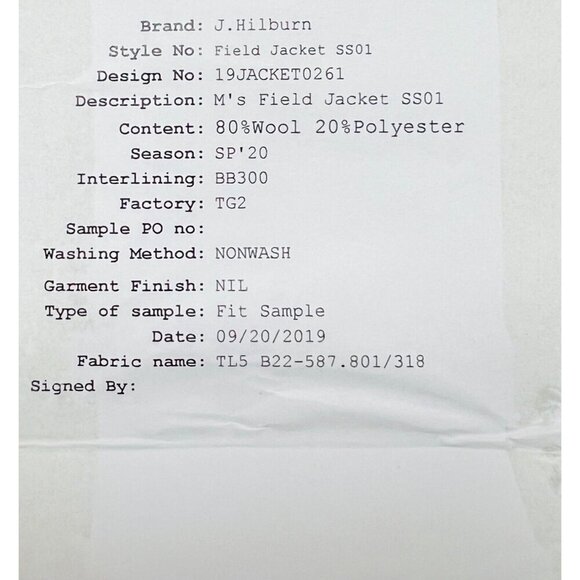 Brand: J.Hilburn
Style No: Field Jacket SS01
Design No: 19JACKET0261
Description: M's Field Jacket SS01
Content: 80%Wool 20%Polyester
Season: SP'20
Interlining: BB300
Factory: TG2
Sample PO no:
Washing Method: NONWASH
Garment Finish: NIL
Type of sample: Fit Sample
Date: 09/20/2019
Fabric name: TL5 B22-587.801/318
Signed By: